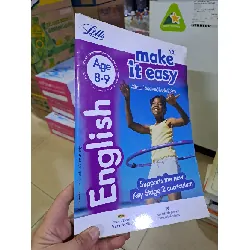 Letts
make
it easy
Age
8-9
English
Supports the new
Key Stage 2 curriculum